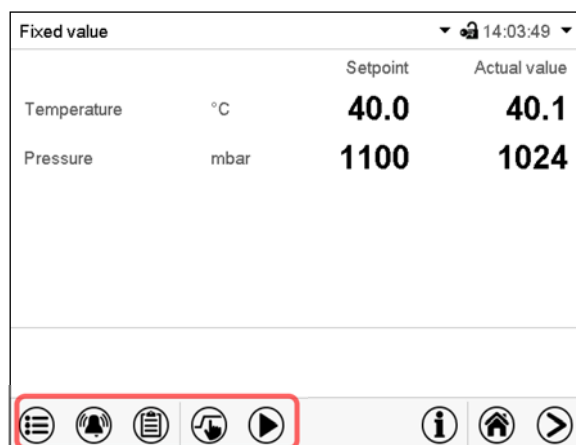 Fixed value 14:03:49
Setpoint Actual value
Temperature °C 40.0 40.1
Pressure mbar 1100 1024